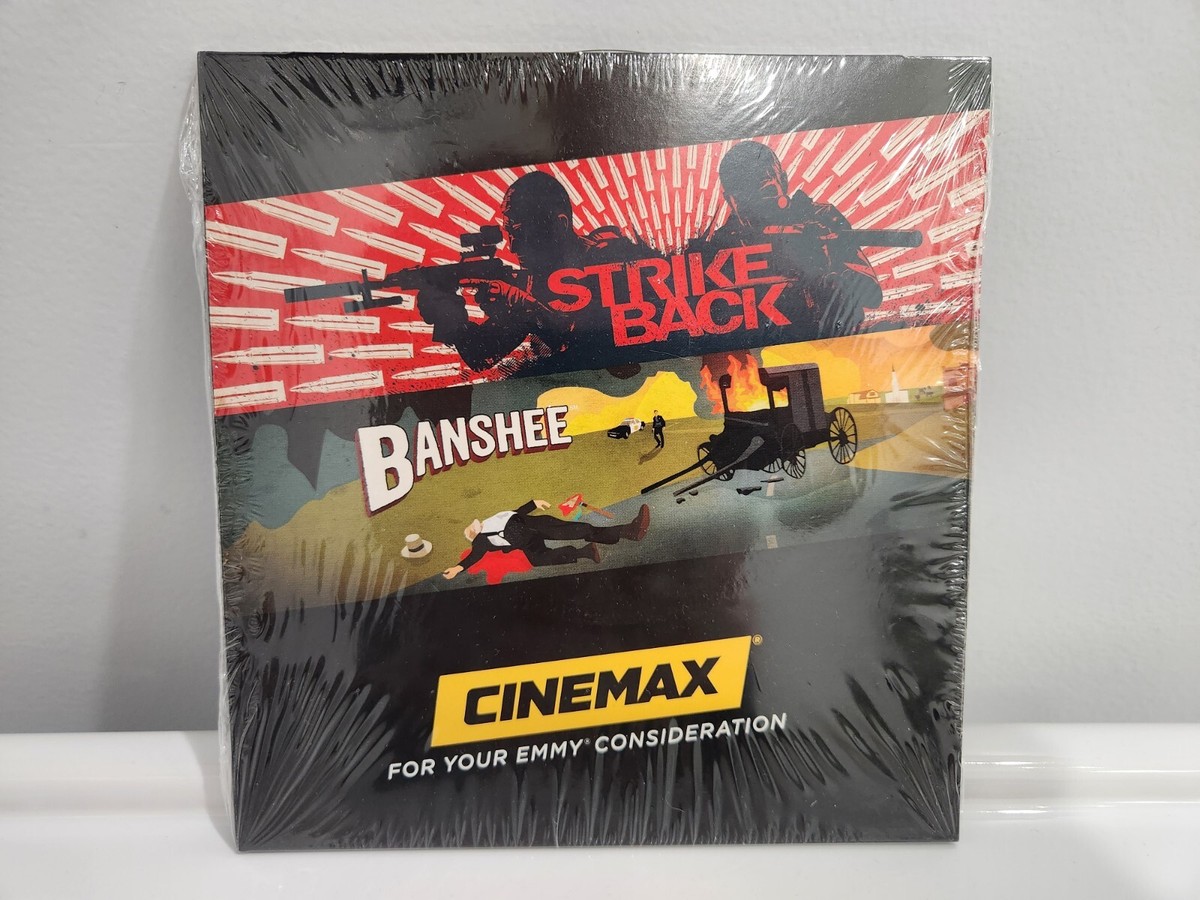 STRIKE
BACK
BANSHEE
CINEMAX®
FOR YOUR EMMY® CONSIDERATION